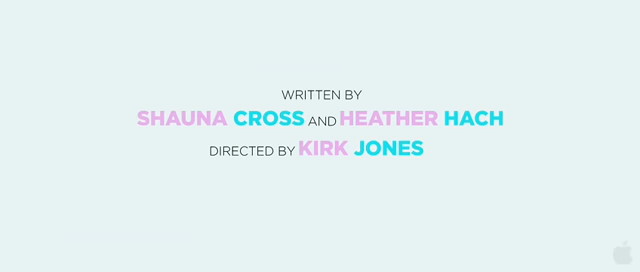 WRITTEN BY
SHAUNA CROSS AND HEATHER HACH
DIRECTED BY KIRK JONES